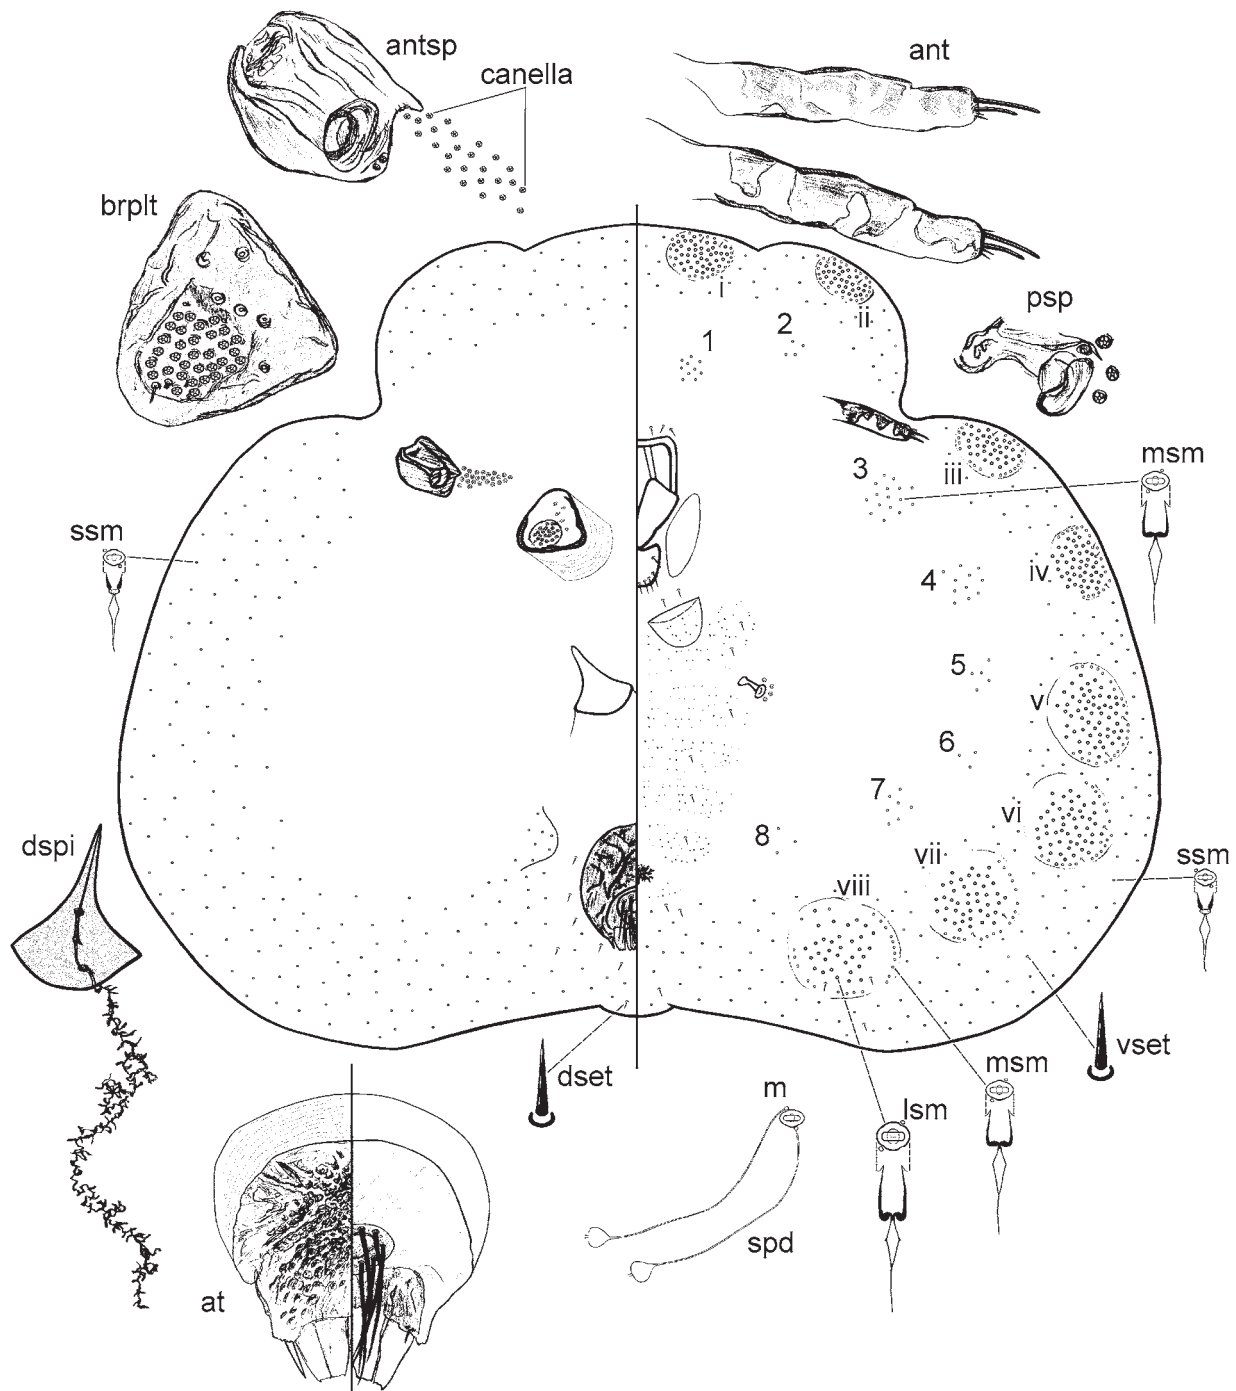 antsp
canella
ant
brplt
psp
i
ii
1
2
3
iii
msm
ssm
4
iv
5
v
6
7
vi
8
vii
viii
ssm
dspi
vset
dset
m
msm
lsm
spd
at